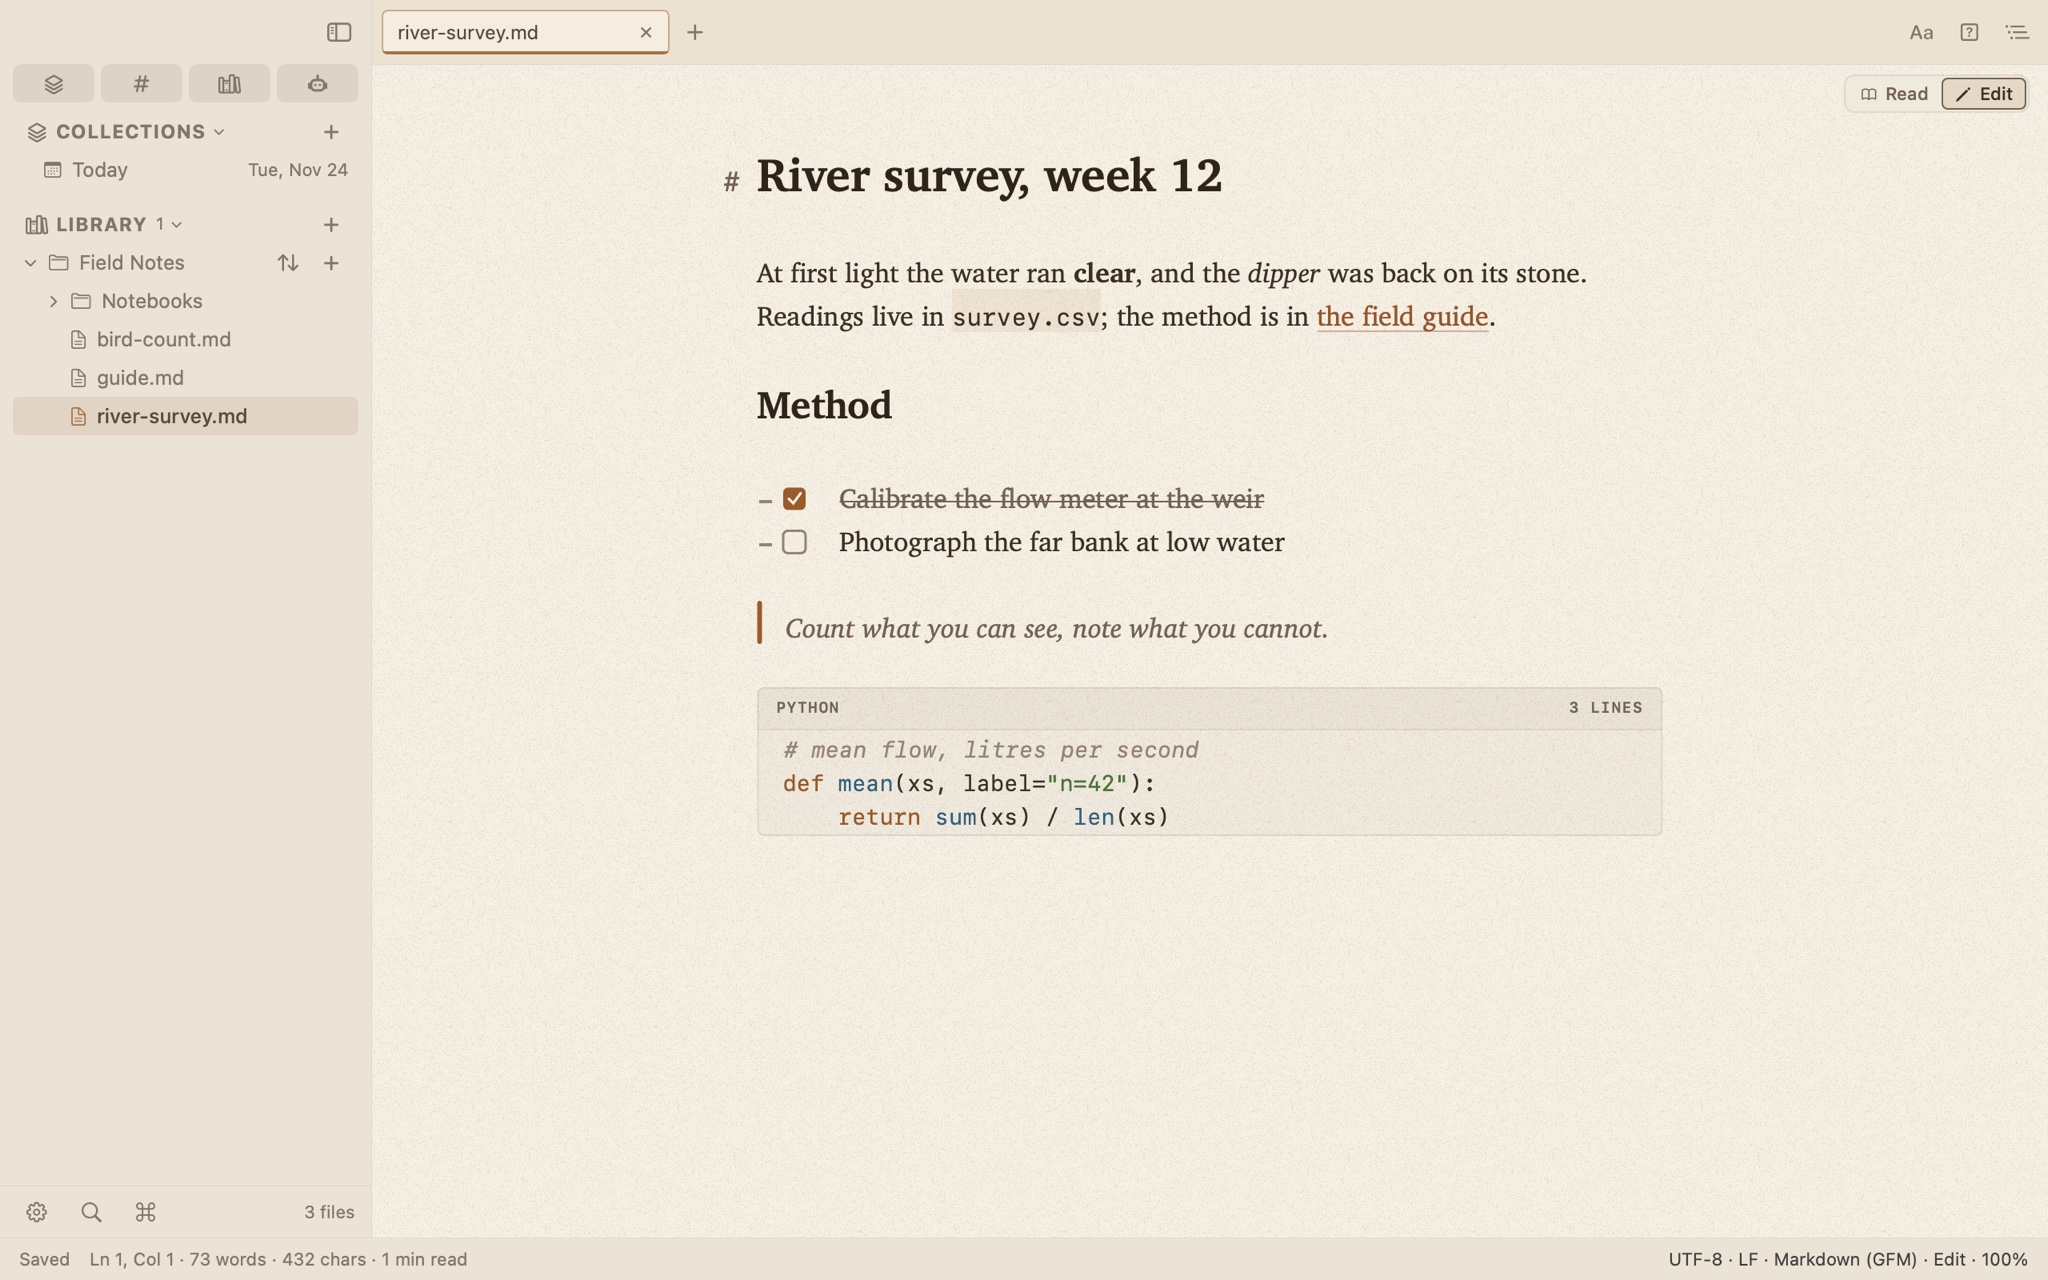 river-survey.md
Aa
Read
Edit
#
COLLECTIONS
Today Tue, Nov 24
LIBRARY 1
Field Notes
Notebooks
bird-count.md
guide.md
river-survey.md
3 files
# River survey, week 12
At first light the water ran clear, and the dipper was back on its stone.
Readings live in survey.csv; the method is in the field guide.
Method
– Calibrate the flow meter at the weir
– Photograph the far bank at low water
Count what you can see, note what you cannot.
PYTHON 3 LINES
# mean flow, litres per second
def mean(xs, label="n=42"):
    return sum(xs) / len(xs)
Saved Ln 1, Col 1 · 73 words · 432 chars · 1 min read
UTF-8 · LF · Markdown (GFM) · Edit · 100%